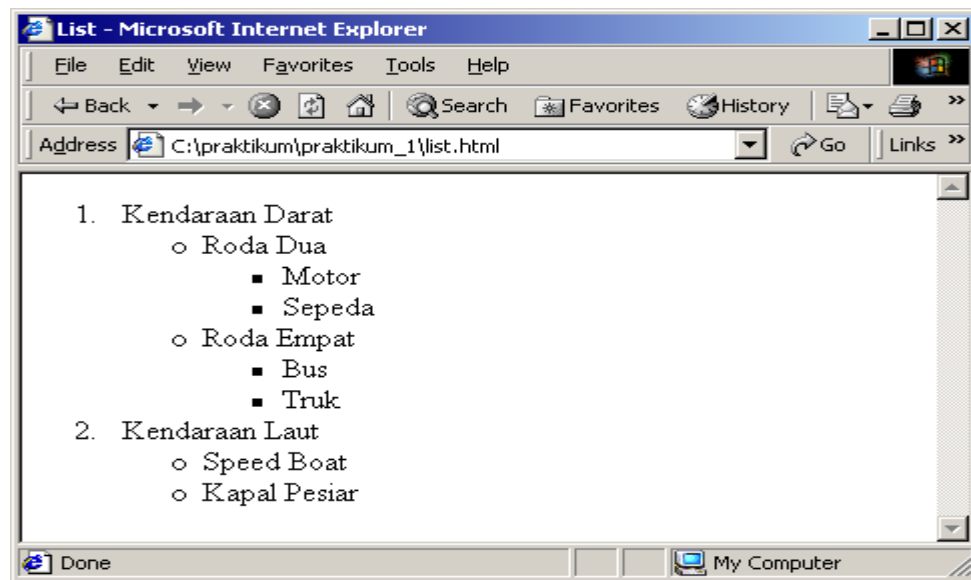 List - Microsoft Internet Explorer
File Edit View Favorites Tools Help
Back Search Favorites History »
Address C:\praktikum\praktikum_1\list.html Go Links »
1. Kendaraan Darat
o Roda Dua
▪ Motor
▪ Sepeda
o Roda Empat
▪ Bus
▪ Truk
2. Kendaraan Laut
o Speed Boat
o Kapal Pesiar
Done My Computer